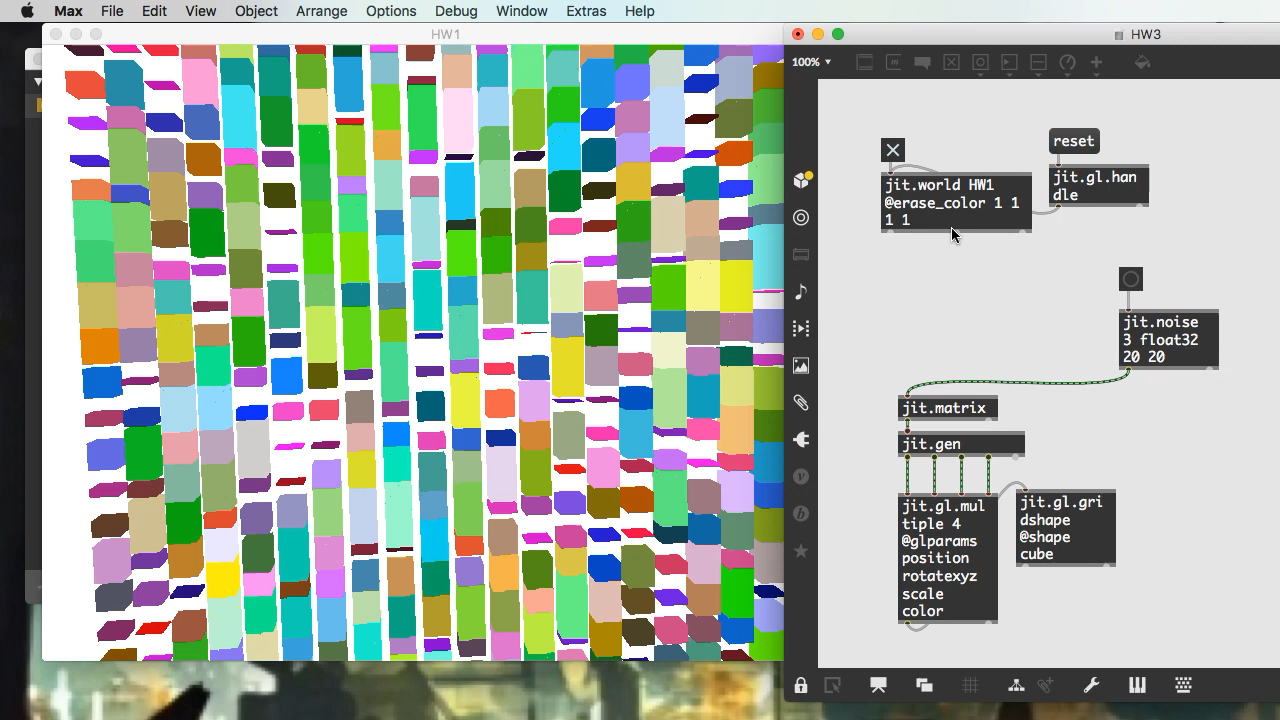 Max File Edit View Object Arrange Options Debug Window Extras Help
HW1
HW3
100%
reset
jit.world HW1
@erase_color 1 1
1 1
jit.gl.han
dle
jit.noise
3 float32
20 20
jit.matrix
jit.gen
jit.gl.mul
tiple 4
@glparams
position
rotatexyz
scale
color
jit.gl.gri
dshape
@shape
cube